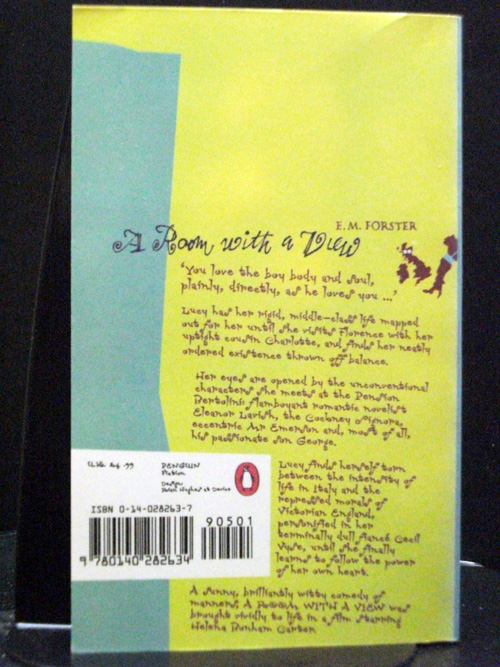 E.M. FORSTER
A Room with a View
'You love the boy body and soul,
plainly, directly, as he loves you ...'
Lucy has her rigid, middle-class life mapped
out for her until she visits Florence with her
uptight cousin Charlotte, and finds her neatly
ordered existence thrown off balance.
Her eyes are opened by the unconventional
characters she meets at the Pension
Bertolini: flamboyant romantic novelist
Eleanor Lavish, the Cockney Signora,
eccentric Mr Emerson and, most of all,
his passionate son George.
Lucy finds herself torn
between the intensity of
life in Italy and the
repressed morals of
Victorian England,
personified in her
terminally dull fiancé Cecil
Vyse, until she finally
learns to follow the power
of her own heart.
A sunny, brilliantly witty comedy of
manners, A ROOM WITH A VIEW was
brought vividly to life in a film starring
Helena Bonham Carter
PENGUIN
Fiction
Design:
ISBN 0-14-028263-7
90501
9 780140 282634